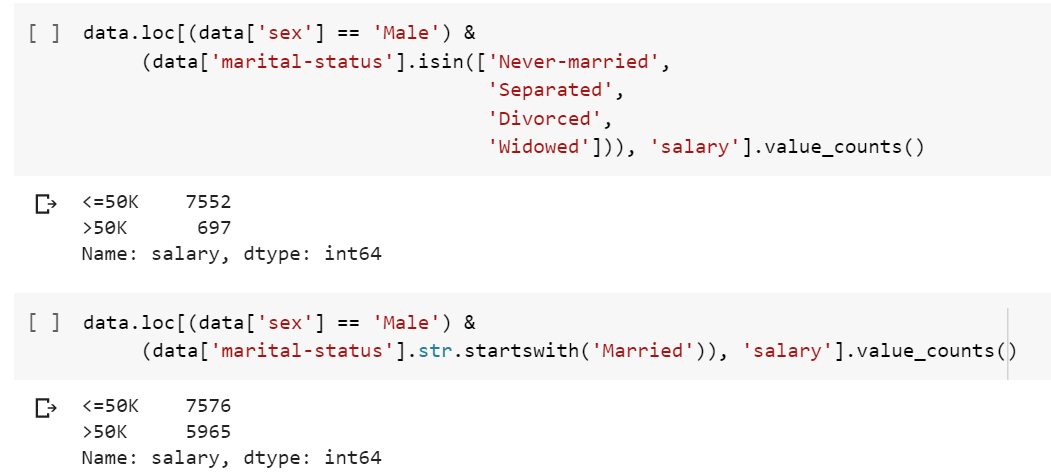 [ ] data.loc[(data['sex'] == 'Male') &
(data['marital-status'].isin(['Never-married',
'Separated',
'Divorced',
'Widowed'])), 'salary'].value_counts()
<=50K    7552
>50K      697
Name: salary, dtype: int64
[ ] data.loc[(data['sex'] == 'Male') &
(data['marital-status'].str.startswith('Married')), 'salary'].value_counts()
<=50K    7576
>50K     5965
Name: salary, dtype: int64